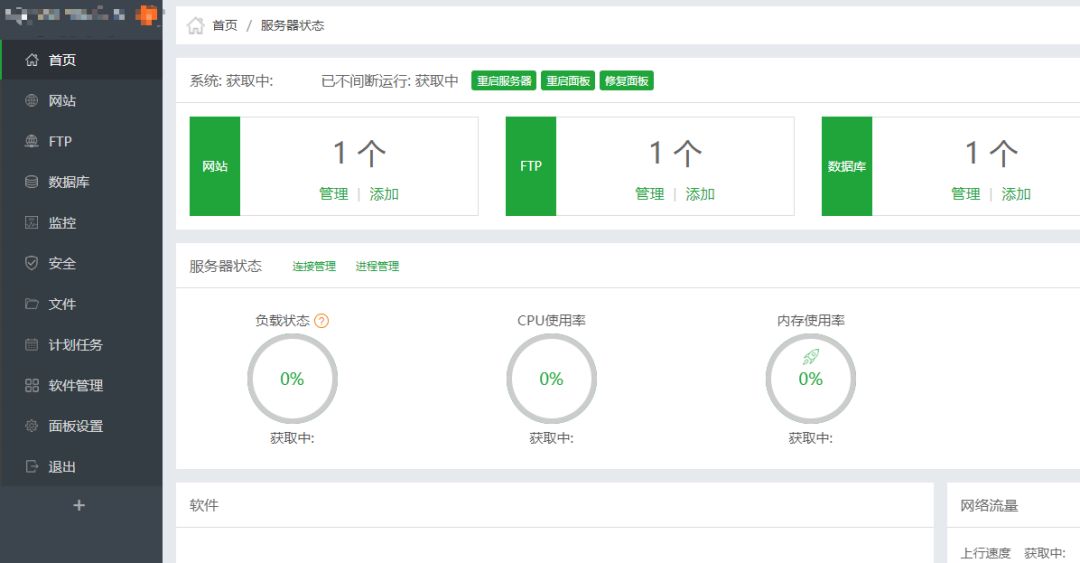 首页 / 服务器状态
首页
网站
FTP
数据库
监控
安全
文件
计划任务
软件管理
面板设置
退出
+
系统: 获取中: 已不间断运行: 获取中 重启服务器 重启面板 修复面板
网站 1 个 管理 | 添加
FTP 1 个 管理 | 添加
数据库 1 个 管理 | 添加
服务器状态 连接管理 进程管理
负载状态 ? CPU使用率 内存使用率
0% 0% 0%
获取中: 获取中: 获取中:
软件
网络流量
上行速度 获取中: